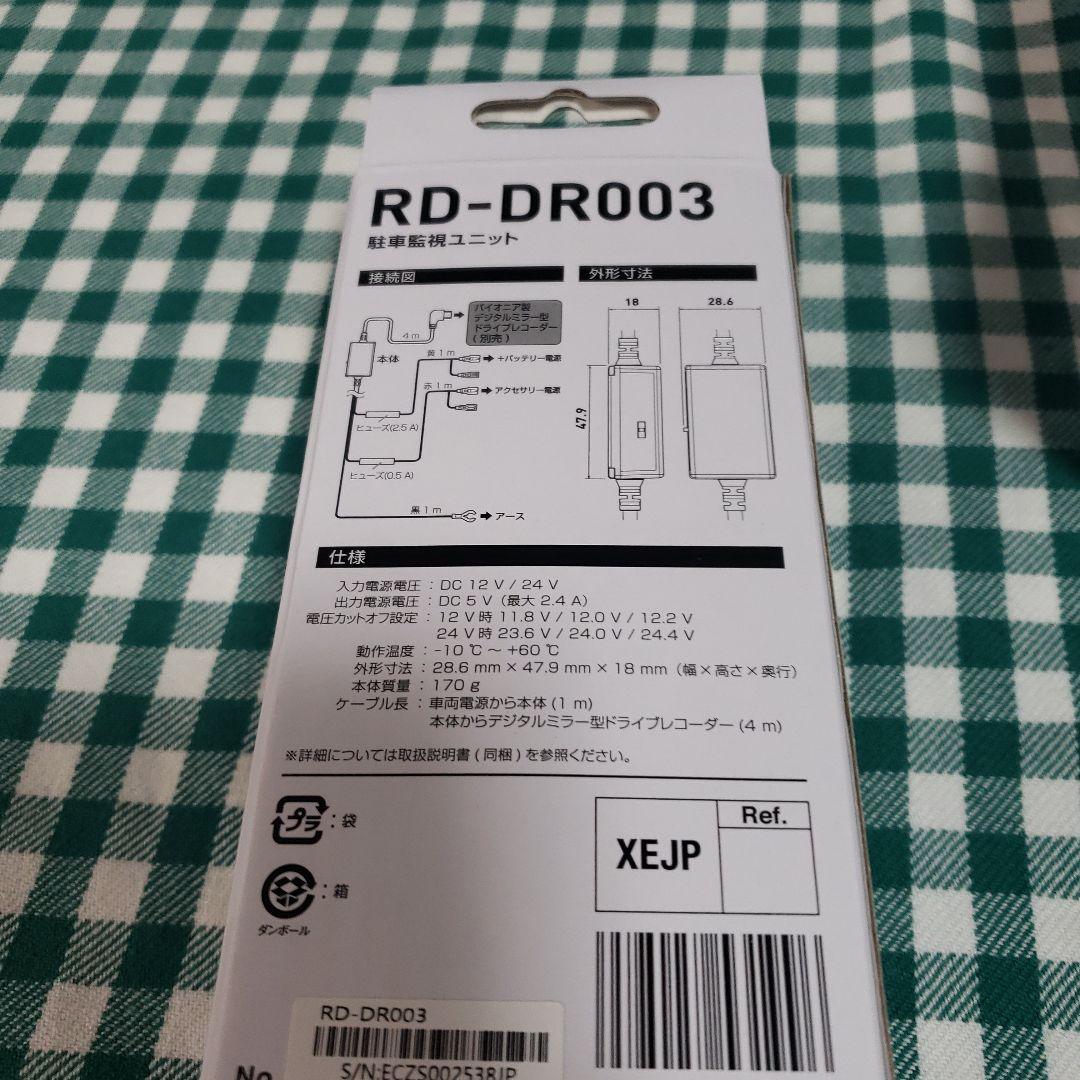 RD-DR003
駐車監視ユニット
接続図
外形寸法
パイオニア製
デジタルミラー型
ドライブレコーダー
(別売)
4m
本体
黄1m
+バッテリー電源
赤1m
アクセサリー電源
ヒューズ(2.5 A)
ヒューズ(0.5 A)
黒1m
アース
18
28.6
47.9
仕様
入力電源電圧 : DC 12 V / 24 V
出力電源電圧 : DC 5 V (最大 2.4 A)
電圧カットオフ設定 : 12 V時 11.8 V / 12.0 V / 12.2 V
24 V時 23.6 V / 24.0 V / 24.4 V
動作温度 : -10 ℃ ~ +60 ℃
外形寸法 : 28.6 mm × 47.9 mm × 18 mm (幅×高さ×奥行)
本体質量 : 170 g
ケーブル長 : 車両電源から本体 (1 m)
本体からデジタルミラー型ドライブレコーダー (4 m)
※詳細については取扱説明書(同梱)を参照ください。
プラ : 袋
: 箱
ダンボール
XEJP
Ref.
RD-DR003
No
S/N:ECZS002538JP